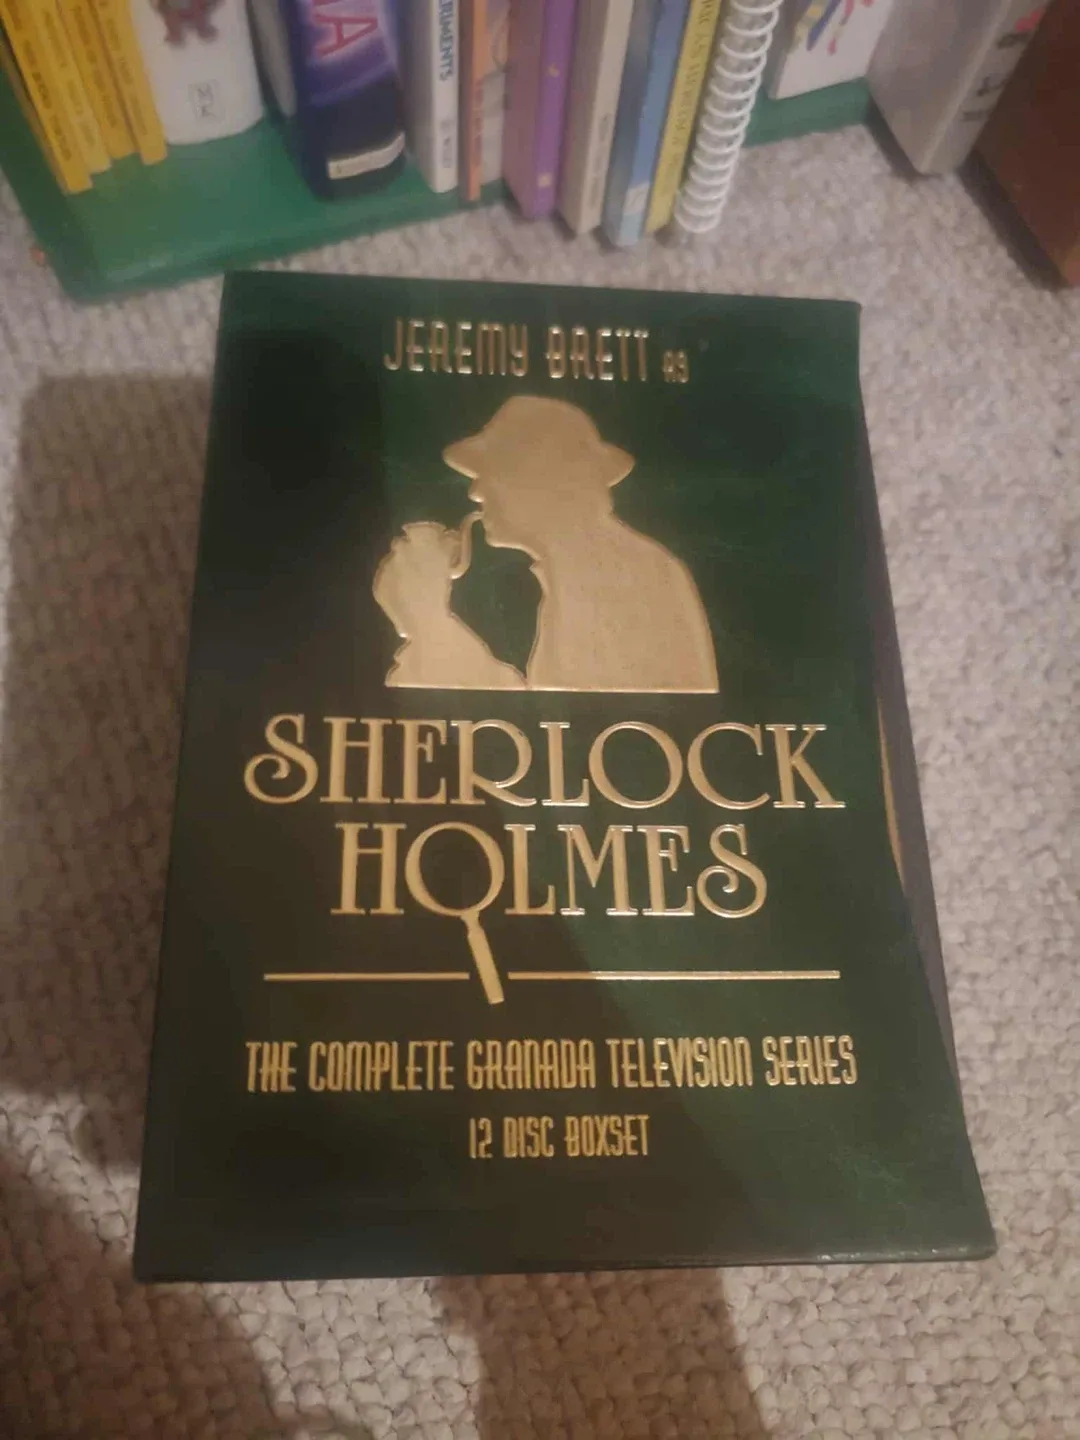 JEREMY BRETT AS
SHERLOCK
HOLMES
THE COMPLETE GRANADA TELEVISION SERIES
12 DISC BOXSET